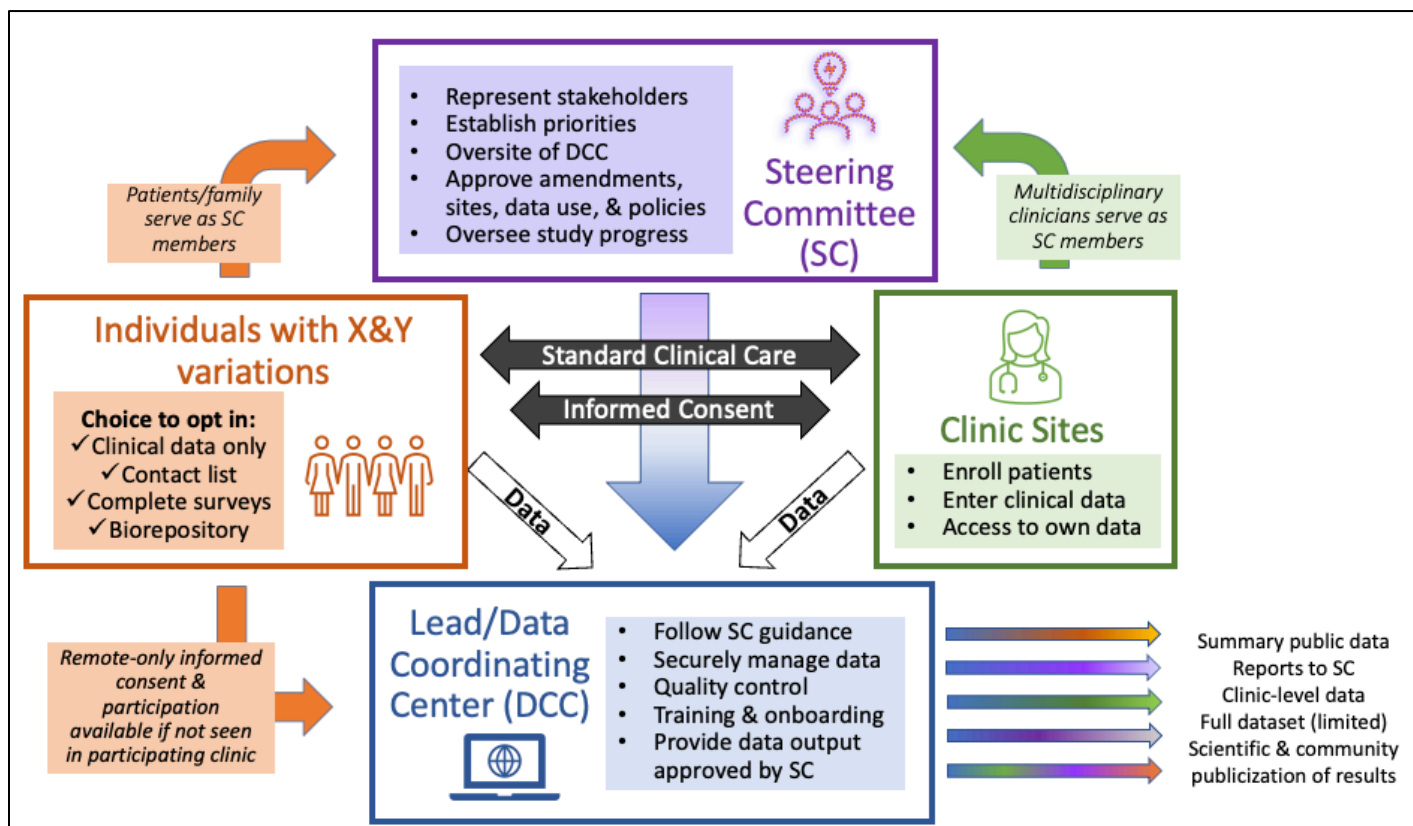 • Represent stakeholders
• Establish priorities
• Oversite of DCC
• Approve amendments,
sites, data use, & policies
• Oversee study progress
Steering
Committee
(SC)
Patients/family
serve as SC
members
Multidisciplinary
clinicians serve as
SC members
Individuals with X&Y
variations
Choice to opt in:
✓Clinical data only
✓Contact list
✓Complete surveys
✓Biorepository
Standard Clinical Care
Informed Consent
Data
Data
Clinic Sites
• Enroll patients
• Enter clinical data
• Access to own data
Remote-only informed
consent &
participation
available if not seen
in participating clinic
Lead/Data
Coordinating
Center (DCC)
• Follow SC guidance
• Securely manage data
• Quality control
• Training & onboarding
• Provide data output
approved by SC
Summary public data
Reports to SC
Clinic-level data
Full dataset (limited)
Scientific & community
publicization of results